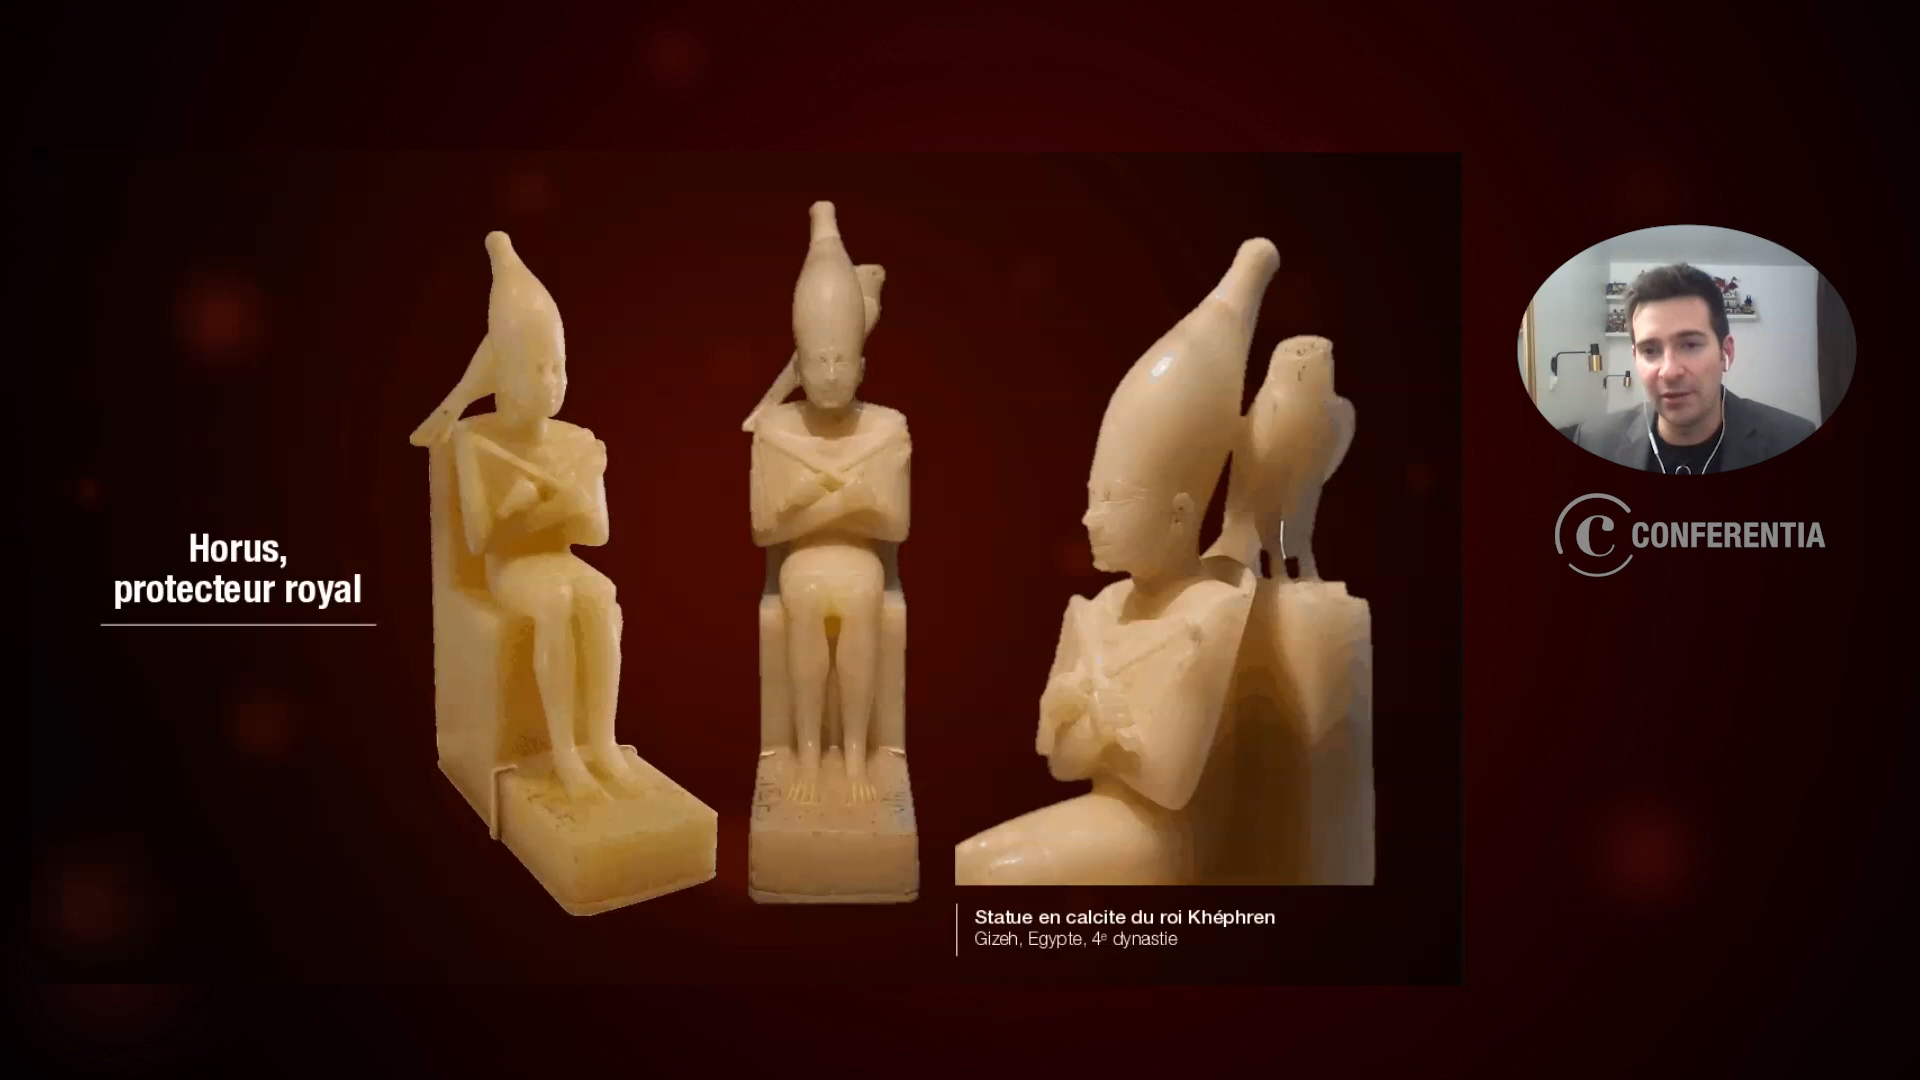 Horus,
protecteur royal
Statue en calcite du roi Khéphren
Gizeh, Egypte, 4e dynastie
C CONFERENTIA